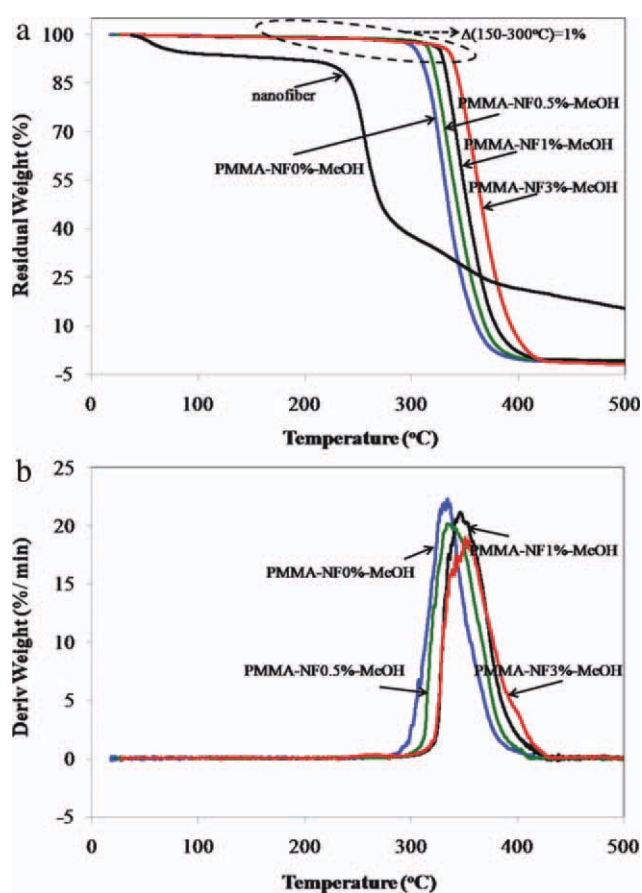 a
100
85
70
55
40
25
10
-5
Residual Weight (%)
Δ(150-300°C)=1%
nanofiber
PMMA-NF0.5%-MeOH
PMMA-NF0%-MeOH
PMMA-NF1%-MeOH
PMMA-NF3%-MeOH
0 100 200 300 400 500
Temperature (°C)
b
25
20
15
10
5
0
-5
Deriv Weight (%/ min)
PMMA-NF0%-MeOH
PMMA-NF1%-MeOH
PMMA-NF0.5%-MeOH
PMMA-NF3%-MeOH
0 100 200 300 400 500
Temperature (°C)